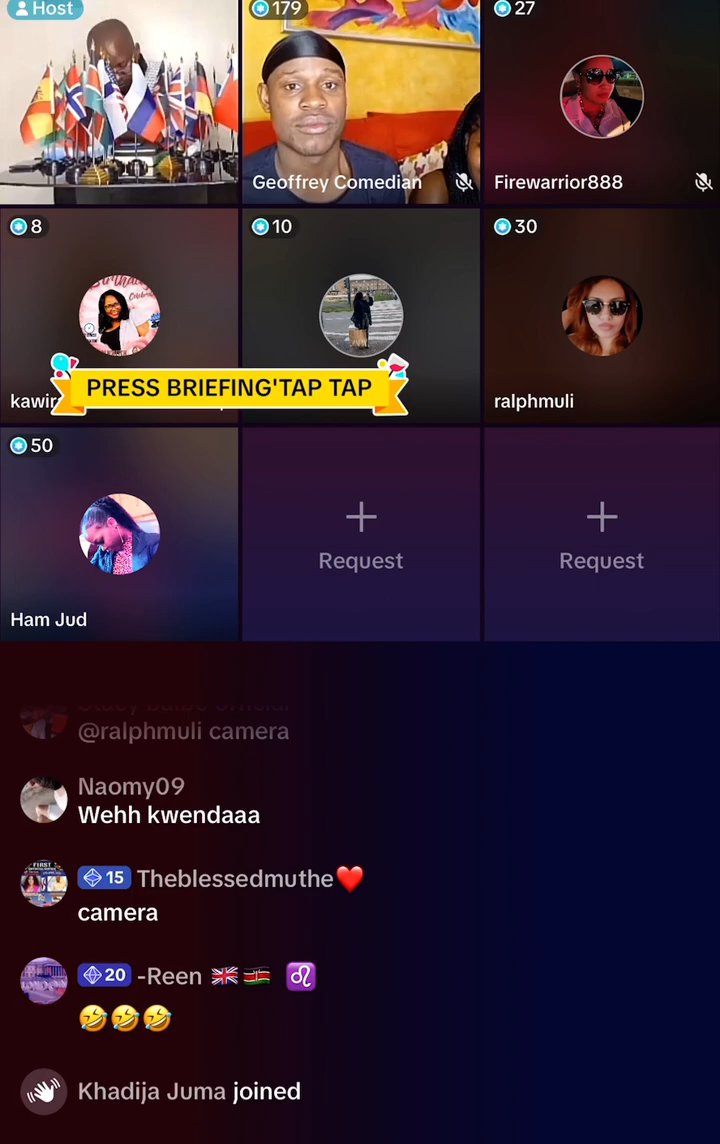 Host
179
27
Geoffrey Comedian
Firewarrior888
8
10
30
PRESS BRIEFING'TAP TAP
ralphmuli
50
Request
Request
Ham Jud
@ralphmuli camera
Naomy09
Wehh kwendaaa
15 Theblessedmuthe❤️
camera
20 -Reen 🇬🇧🇰🇪 ♌
🤣🤣🤣
Khadija Juma joined